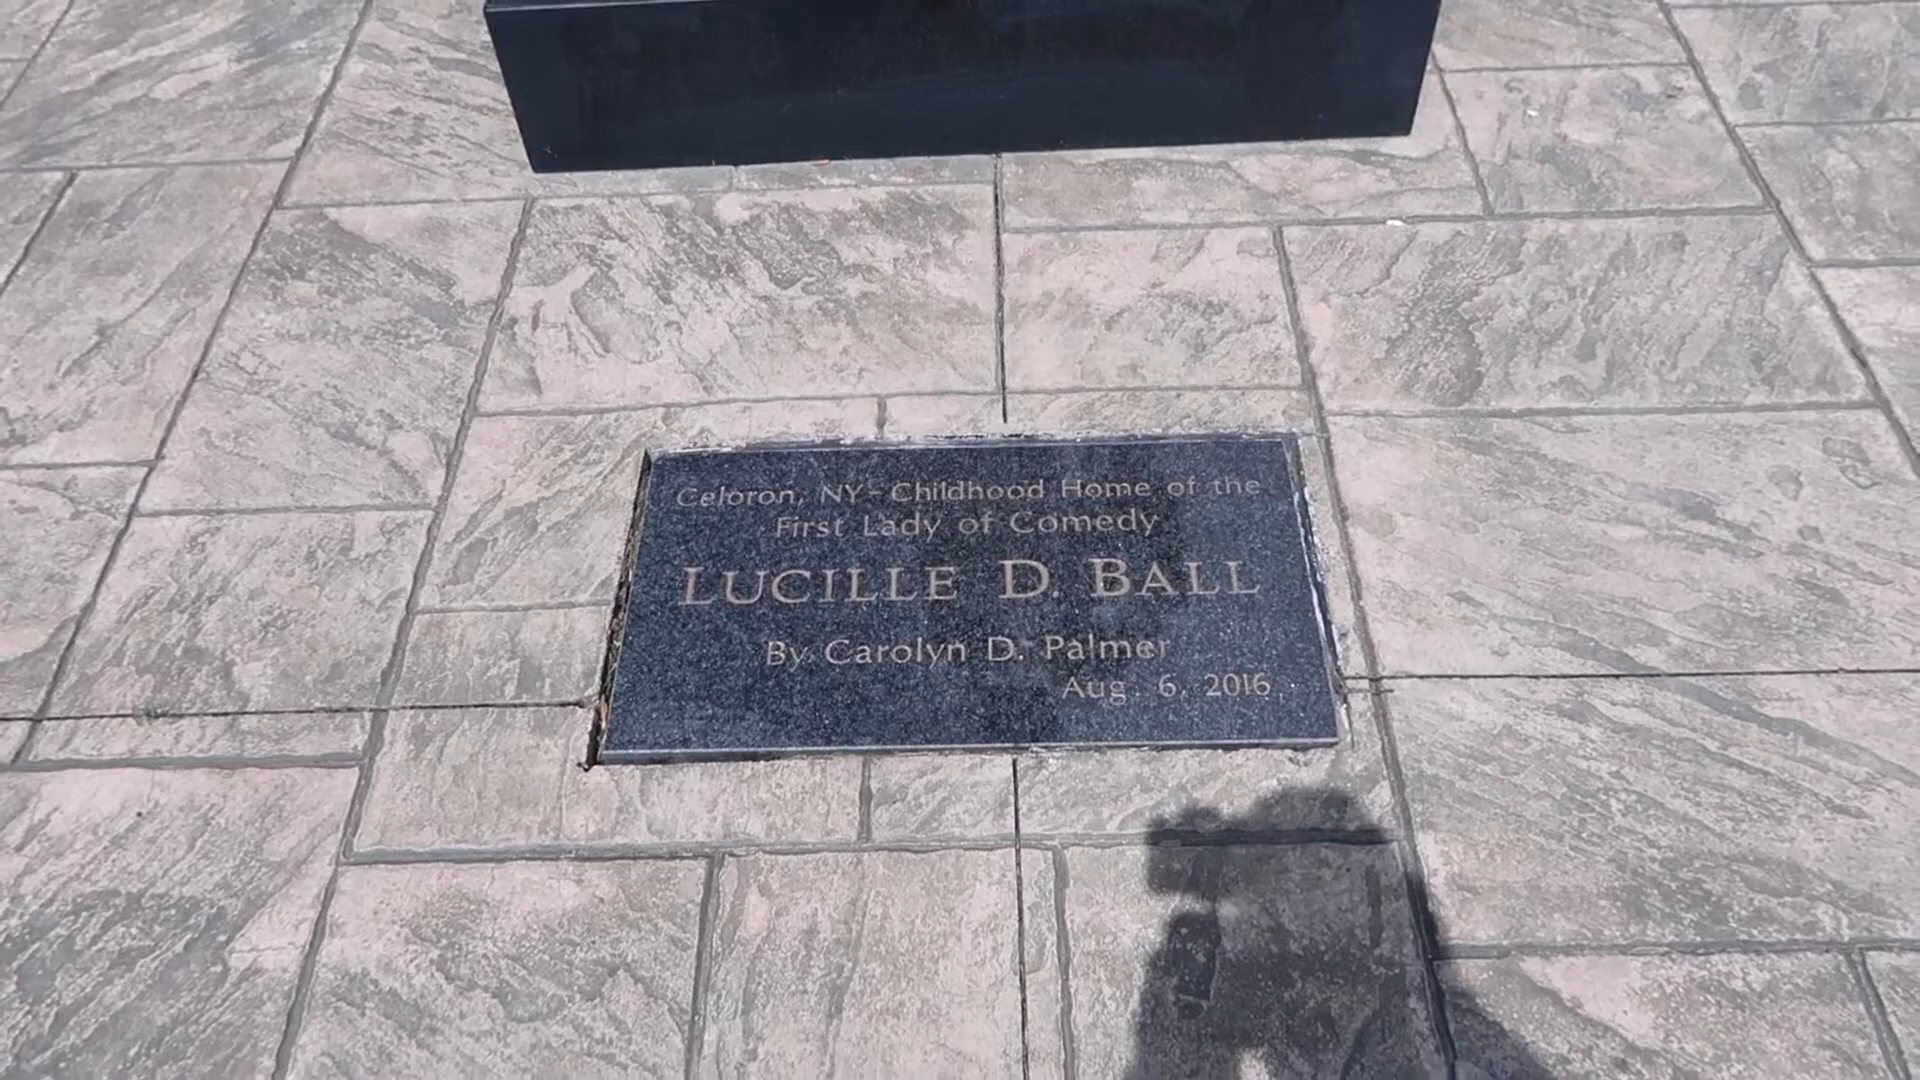 Celoron, NY - Childhood Home of the
First Lady of Comedy
LUCILLE D. BALL
By Carolyn D. Palmer
Aug. 6, 2016